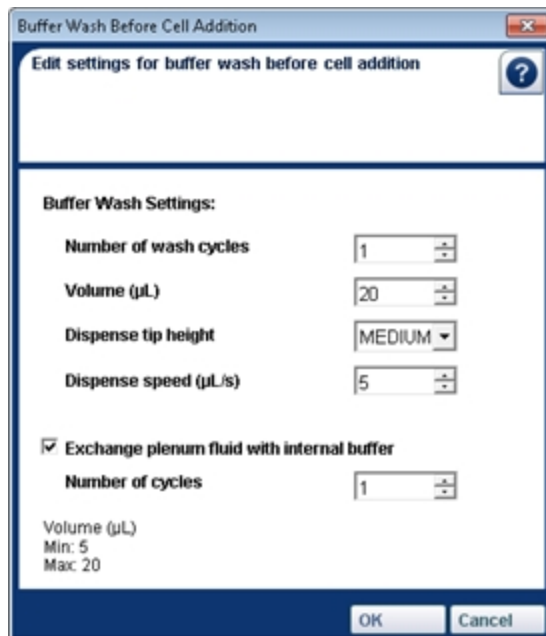 Buffer Wash Before Cell Addition
Edit settings for buffer wash before cell addition
?
Buffer Wash Settings:
Number of wash cycles 1
Volume (µL) 20
Dispense tip height MEDIUM
Dispense speed (µL/s) 5
Exchange plenum fluid with internal buffer
Number of cycles 1
Volume (µL)
Min: 5
Max: 20
OK Cancel